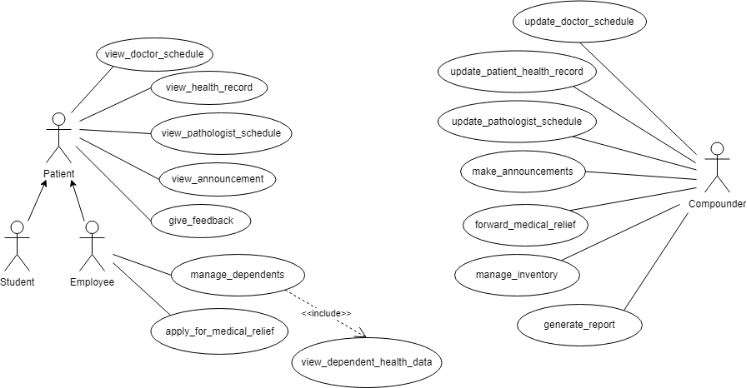 update_doctor_schedule
view_doctor_schedule
update_patient_health_record
view_health_record
update_pathologist_schedule
view_pathologist_schedule
make_announcements
Patient
view_announcement
Compounder
give_feedback
forward_medical_relief
Student
Employee
manage_dependents
manage_inventory
<<include>>
generate_report
apply_for_medical_relief
view_dependent_health_data